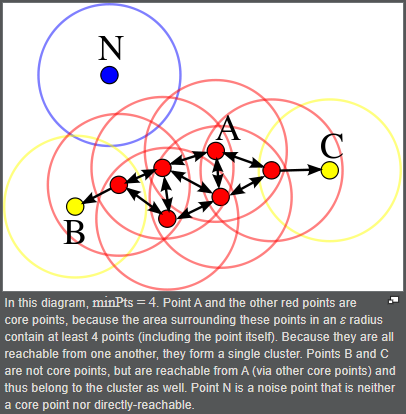 N
A
C
B
In this diagram, minPts = 4. Point A and the other red points are
core points, because the area surrounding these points in an ε radius
contain at least 4 points (including the point itself). Because they are all
reachable from one another, they form a single cluster. Points B and C
are not core points, but are reachable from A (via other core points) and
thus belong to the cluster as well. Point N is a noise point that is neither
a core point nor directly-reachable.